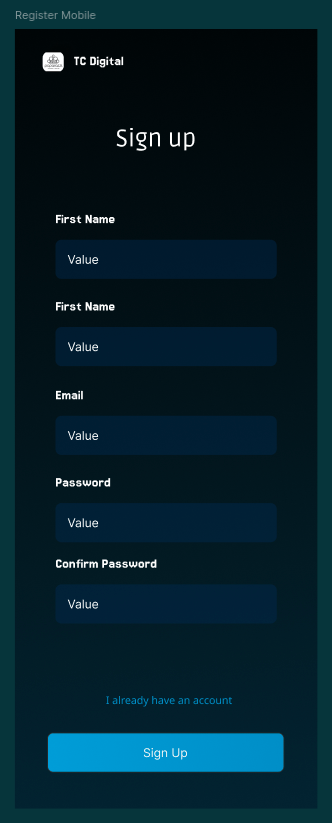 Register Mobile
TC Digital
Sign up
First Name
Value
First Name
Value
Email
Value
Password
Value
Confirm Password
Value
I already have an account
Sign Up